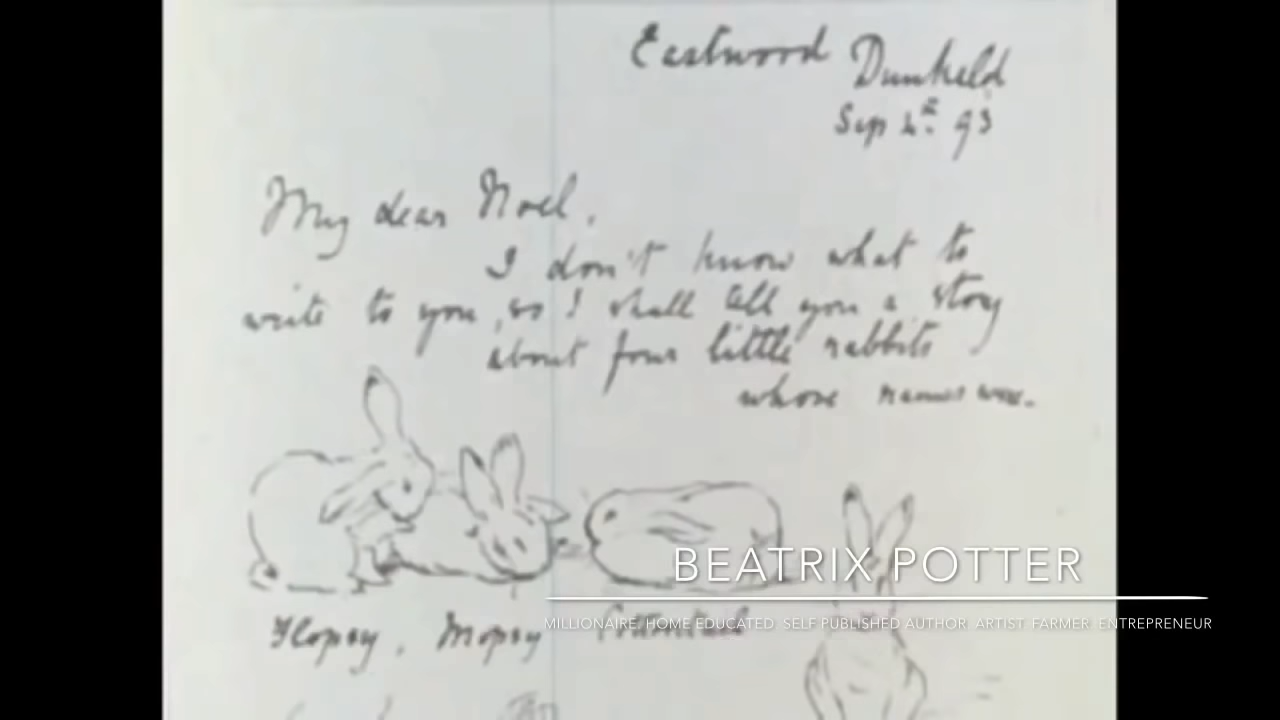 Eastwood Dunkeld
Sep 4th 93
My dear Noel,
I don't know what to
write to you, so I shall tell you a story
about four little rabbits
whose names were.
Flopsy, Mopsy Cottontail
BEATRIX POTTER
MILLIONAIRE. HOME EDUCATED. SELF PUBLISHED AUTHOR. ARTIST. FARMER. ENTREPRENEUR